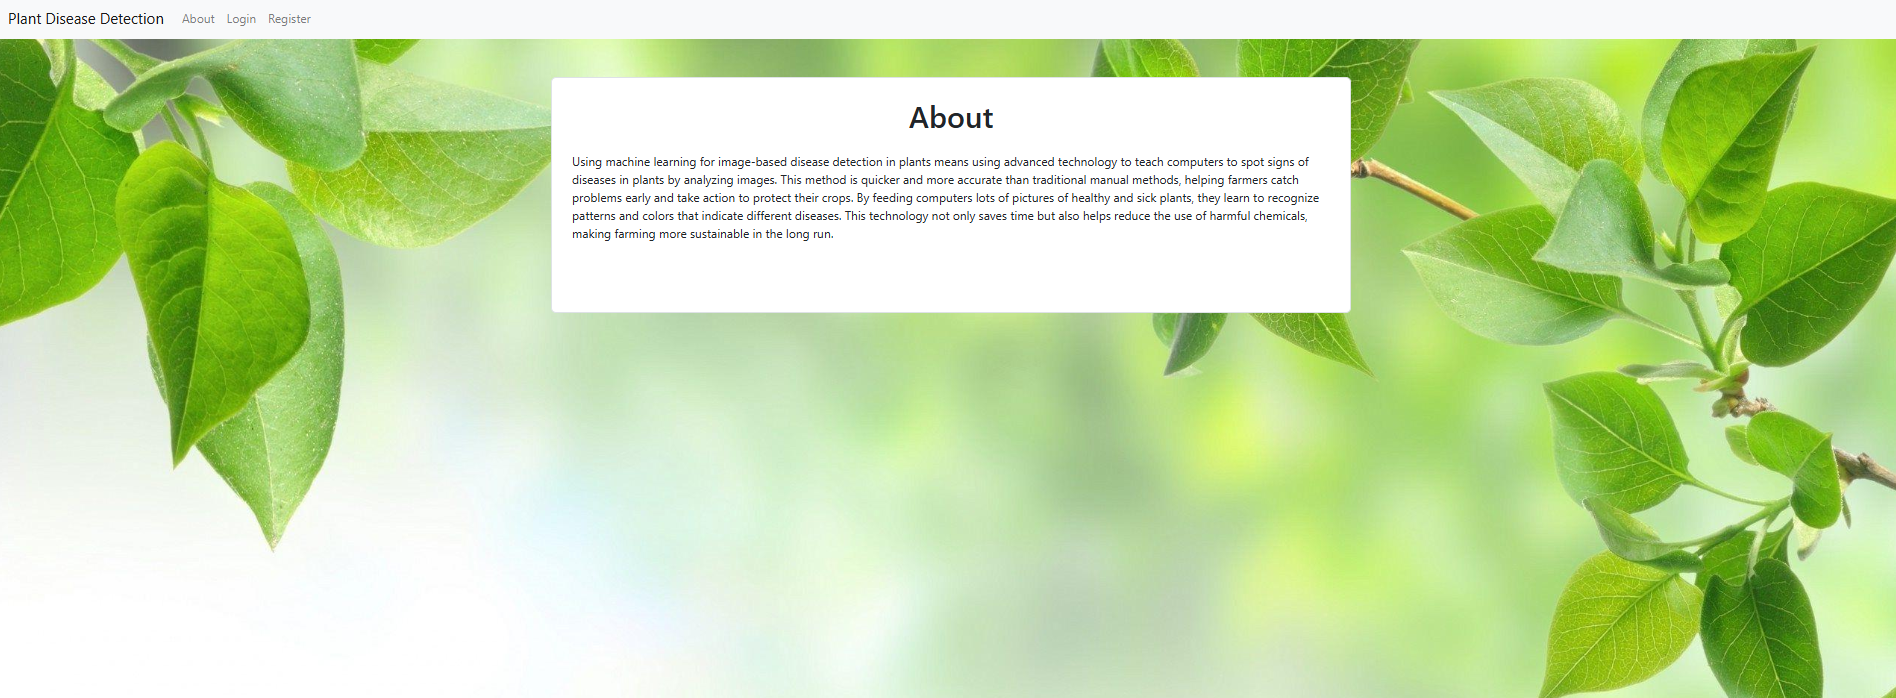 Plant Disease Detection About Login Register
About
Using machine learning for image-based disease detection in plants means using advanced technology to teach computers to spot signs of
diseases in plants by analyzing images. This method is quicker and more accurate than traditional manual methods, helping farmers catch
problems early and take action to protect their crops. By feeding computers lots of pictures of healthy and sick plants, they learn to recognize
patterns and colors that indicate different diseases. This technology not only saves time but also helps reduce the use of harmful chemicals,
making farming more sustainable in the long run.